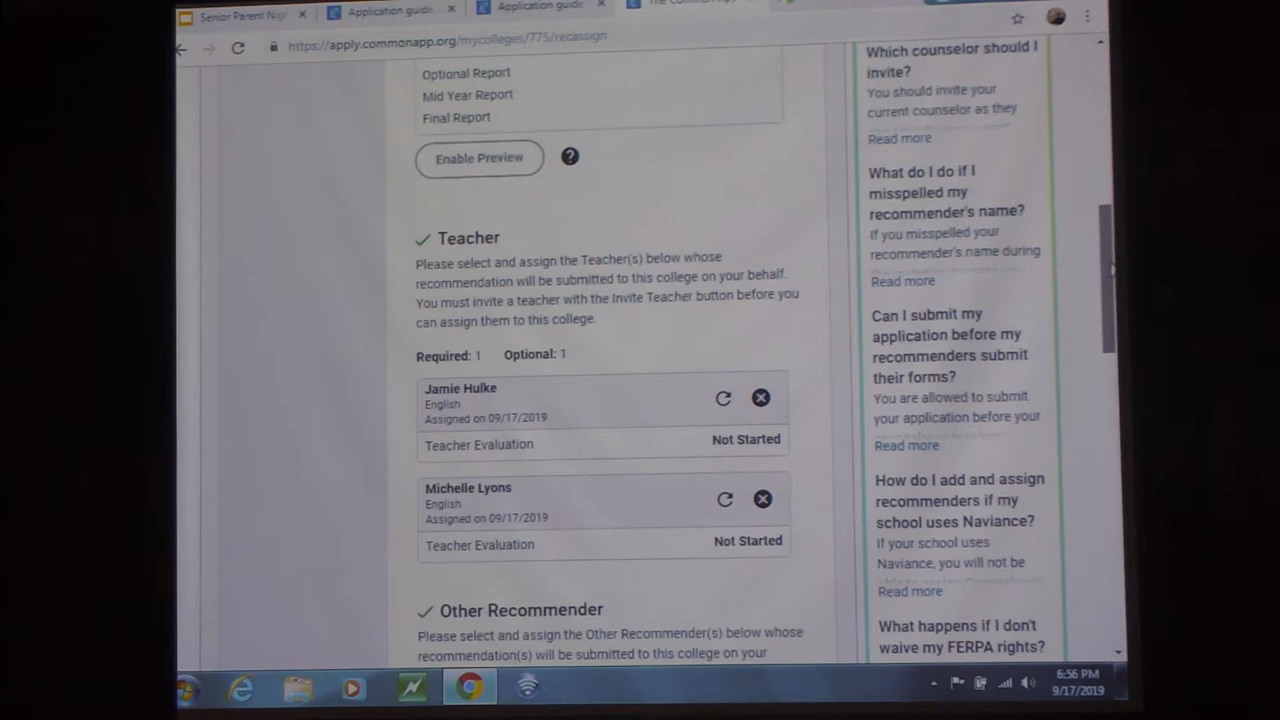 Senior Parent Nig
Application guide
Application guide
https://apply.commonapp.org/mycolleges/775/recassign
Optional Report
Mid Year Report
Final Report
Enable Preview
?
Teacher
Please select and assign the Teacher(s) below whose
recommendation will be submitted to this college on your behalf.
You must invite a teacher with the Invite Teacher button before you
can assign them to this college.
Required: 1 Optional: 1
Jamie Hulke
English
Assigned on 09/17/2019
Teacher Evaluation
Not Started
Michelle Lyons
English
Assigned on 09/17/2019
Teacher Evaluation
Not Started
Other Recommender
Please select and assign the Other Recommender(s) below whose
recommendation(s) will be submitted to this college on your
Which counselor should I
invite?
You should invite your
current counselor as they
Read more
What do I do if I
misspelled my
recommender's name?
If you misspelled your
recommender's name during
Read more
Can I submit my
application before my
recommenders submit
their forms?
You are allowed to submit
your application before your
Read more
How do I add and assign
recommenders if my
school uses Naviance?
If your school uses
Naviance, you will not be
Read more
What happens if I don't
waive my FERPA rights?
6:56 PM
9/17/2019